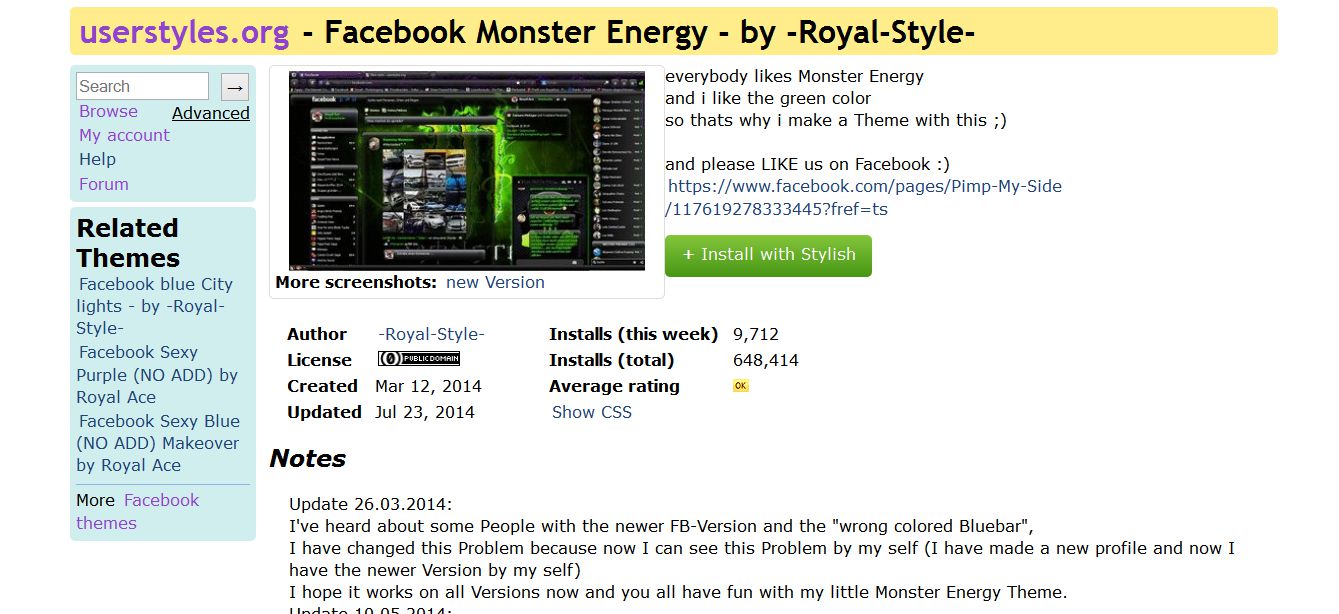 userstyles.org - Facebook Monster Energy - by -Royal-Style-
Search →
Browse Advanced
My account
Help
Forum
Related
Themes
Facebook blue City
lights - by -Royal-
Style-
Facebook Sexy
Purple (NO ADD) by
Royal Ace
Facebook Sexy Blue
(NO ADD) Makeover
by Royal Ace
More Facebook
themes
facebook
More screenshots: new Version
everybody likes Monster Energy
and i like the green color
so thats why i make a Theme with this ;)
and please LIKE us on Facebook :)
https://www.facebook.com/pages/Pimp-My-Side
/117619278333445?fref=ts
+ Install with Stylish
Author -Royal-Style-
License PUBLIC DOMAIN
Created Mar 12, 2014
Updated Jul 23, 2014
Installs (this week) 9,712
Installs (total) 648,414
Average rating OK
Show CSS
Notes
Update 26.03.2014:
I've heard about some People with the newer FB-Version and the "wrong colored Bluebar",
I have changed this Problem because now I can see this Problem by my self (I have made a new profile and now I
have the newer Version by my self)
I hope it works on all Versions now and you all have fun with my little Monster Energy Theme.
Update 10.05.2014: